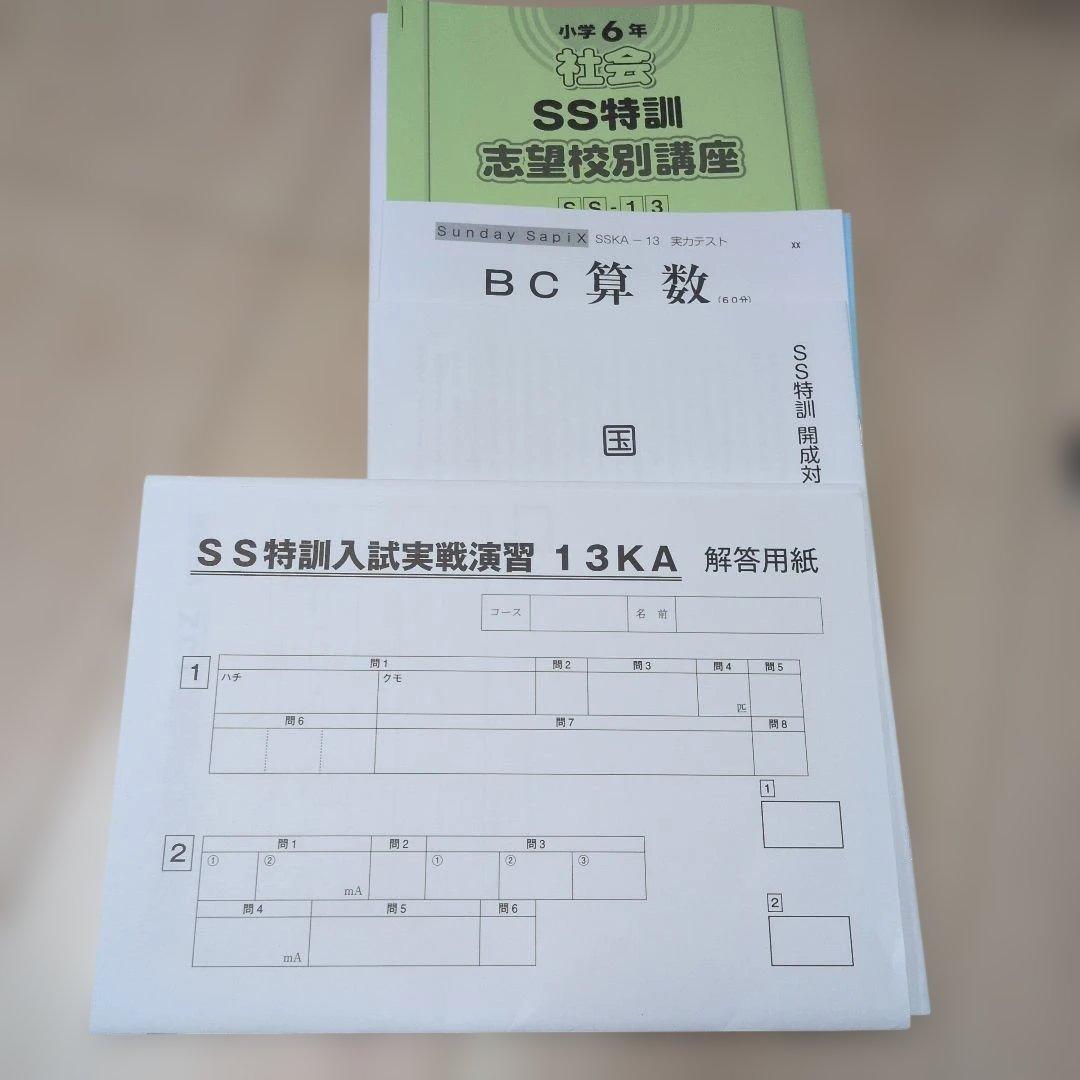 小学6年
社会
SS特訓
志望校別講座
SS-13
Sunday SapiX SSKA－13 実力テスト xx
BC 算数 (60分)
SS特訓 開成対
国
SS特訓入試実戦演習 13KA 解答用紙
コース 名前
1
問1 問2 問3 問4 問5
ハチ クモ
匹
問6 問7 問8
1
2
問1 問2 問3
① ② ① ② ③
mA
問4 問5 問6
2
mA